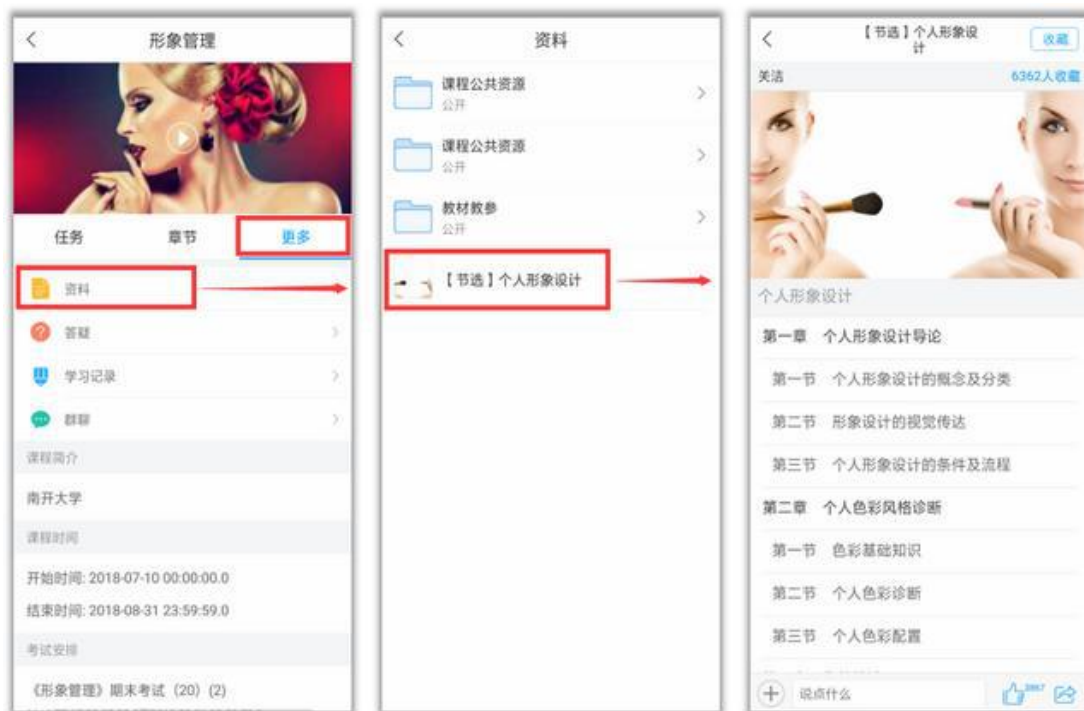 形象管理
任务
章节
更多
资料
答疑
学习记录
群聊
课程简介
南开大学
课程时间
开始时间: 2018-07-10 00:00:00.0
结束时间: 2018-08-31 23:59:59.0
考试安排
《形象管理》期末考试（20）(2)
资料
课程公共资源
公开
课程公共资源
公开
教材教参
公开
【节选】个人形象设计
【节选】个人形象设
计
收藏
关洁
6362人收藏
个人形象设计
第一章 个人形象设计导论
第一节 个人形象设计的概念及分类
第二节 形象设计的视觉传达
第三节 个人形象设计的条件及流程
第二章 个人色彩风格诊断
第一节 色彩基础知识
第二节 个人色彩诊断
第三节 个人色彩配置
说点什么
3867